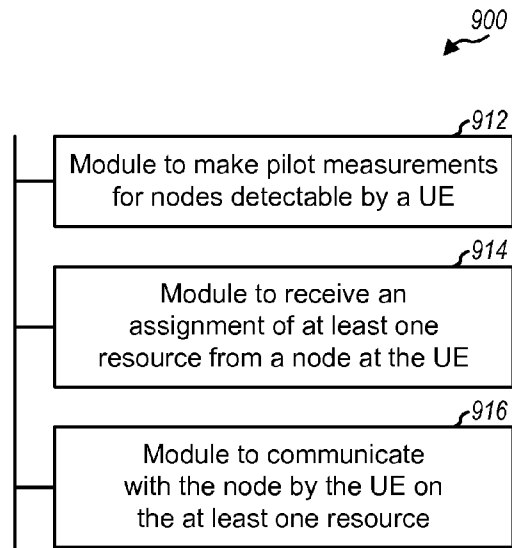 900
912
Module to make pilot measurements
for nodes detectable by a UE
914
Module to receive an
assignment of at least one
resource from a node at the UE
916
Module to communicate
with the node by the UE on
the at least one resource